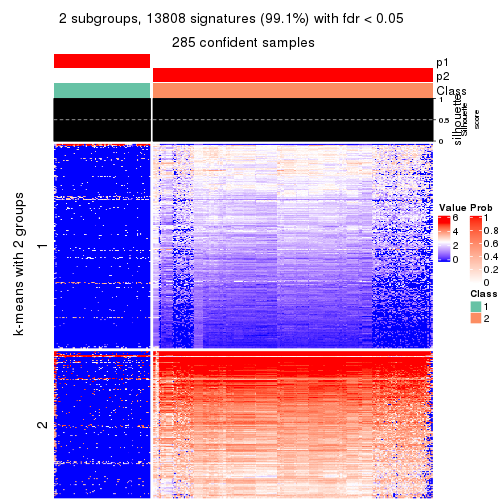 2 subgroups, 13808 signatures (99.1%) with fdr < 0.05
285 confident samples
p1
p2
Class
silhouette
Silhouette
score
1
0.5
0
k-means with 2 groups
1
2
Value
6
4
2
0
Prob
1
0.8
0.6
0.4
0.2
0
Class
1
2